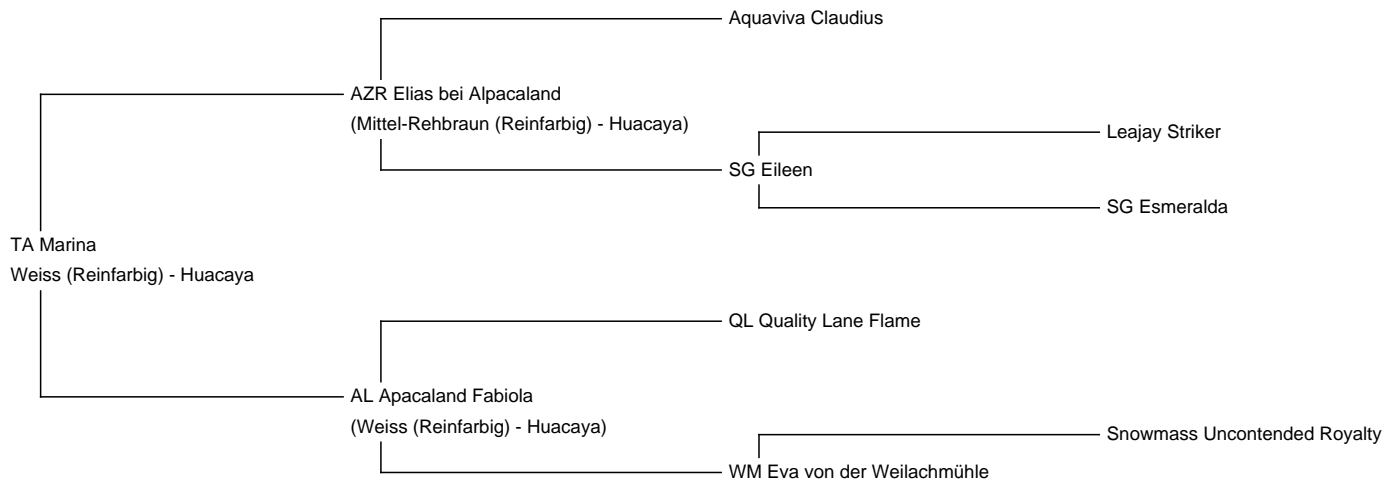 Aquaviva Claudius
AZR Elias bei Alpacaland
(Mittel-Rehbraun (Reinfarbig) - Huacaya)
Leajay Striker
SG Eileen
SG Esmeralda
TA Marina
Weiss (Reinfarbig) - Huacaya
QL Quality Lane Flame
AL Apacaland Fabiola
(Weiss (Reinfarbig) - Huacaya)
Snowmass Uncontended Royalty
WM Eva von der Weilachmühle